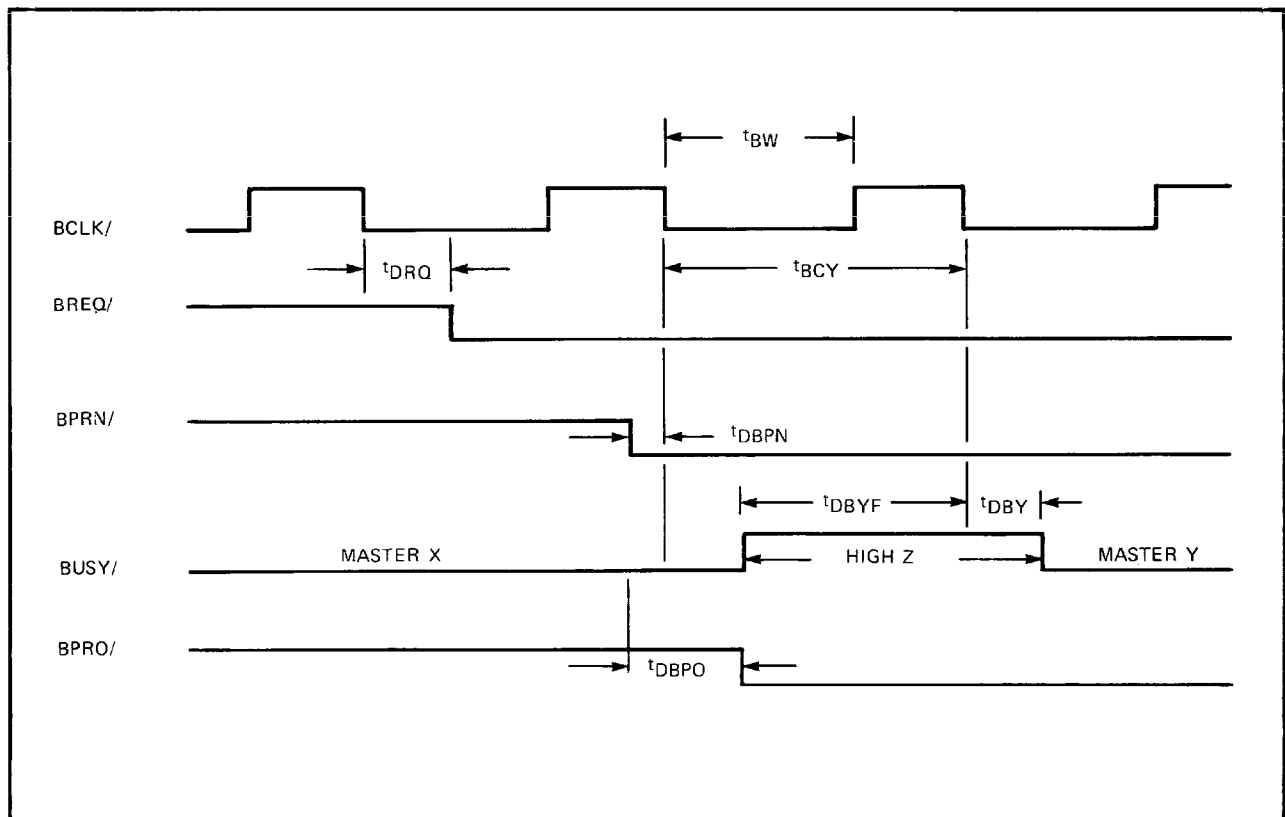 tBW
BCLK/
tDRQ
tBCY
BREQ/
BPRN/
tDBPN
tDBYF
tDBY
MASTER X
HIGH Z
MASTER Y
BUSY/
BPRO/
tDBPO